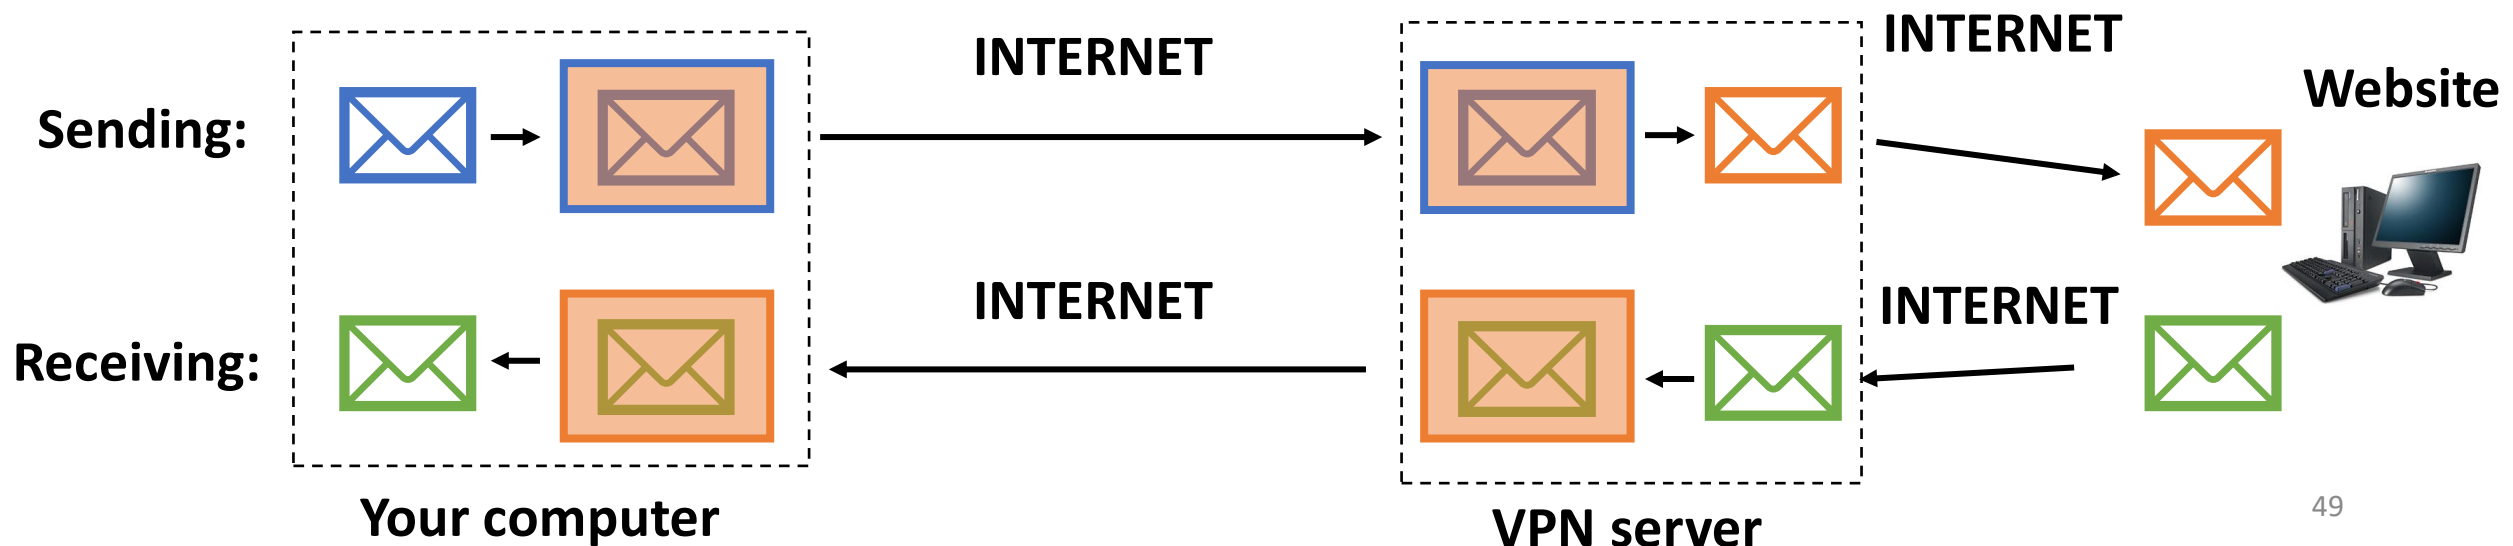 INTERNET
INTERNET
Website
Sending:
INTERNET
INTERNET
Receiving:
Your computer
VPN server
49